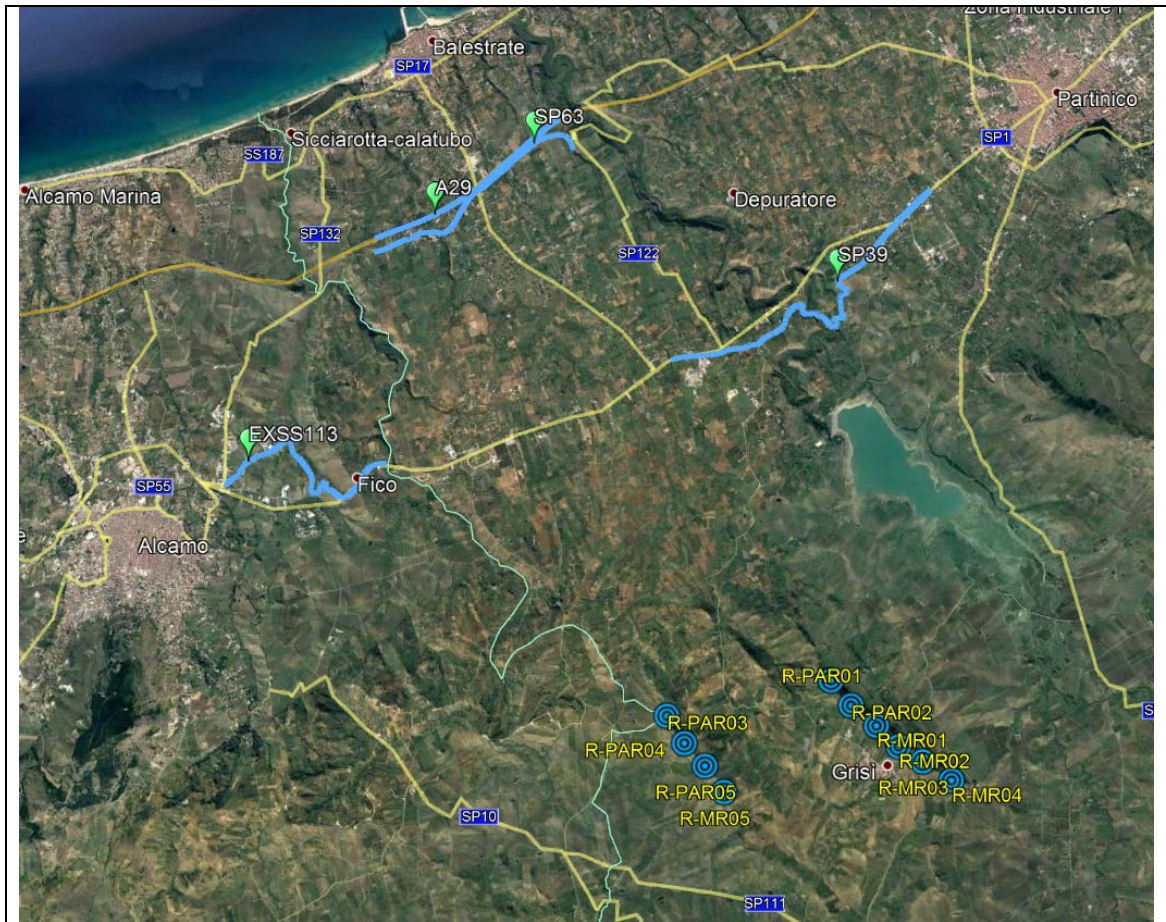 Zona Industriale
Balestrate
SP17
Partinico
SP63
Sicciarotta-calatubo
SP1
SS187
Alcamo Marina
A29
Depuratore
SP132
SP122
SP39
EXSS113
SP55
Fico
Alcamo
R-PAR01
R-PAR03
R-PAR02
R-PAR04
R-MR01
R-MR02
Grisì
R-PAR05
R-MR03
R-MR04
R-MR05
SP10
SP111